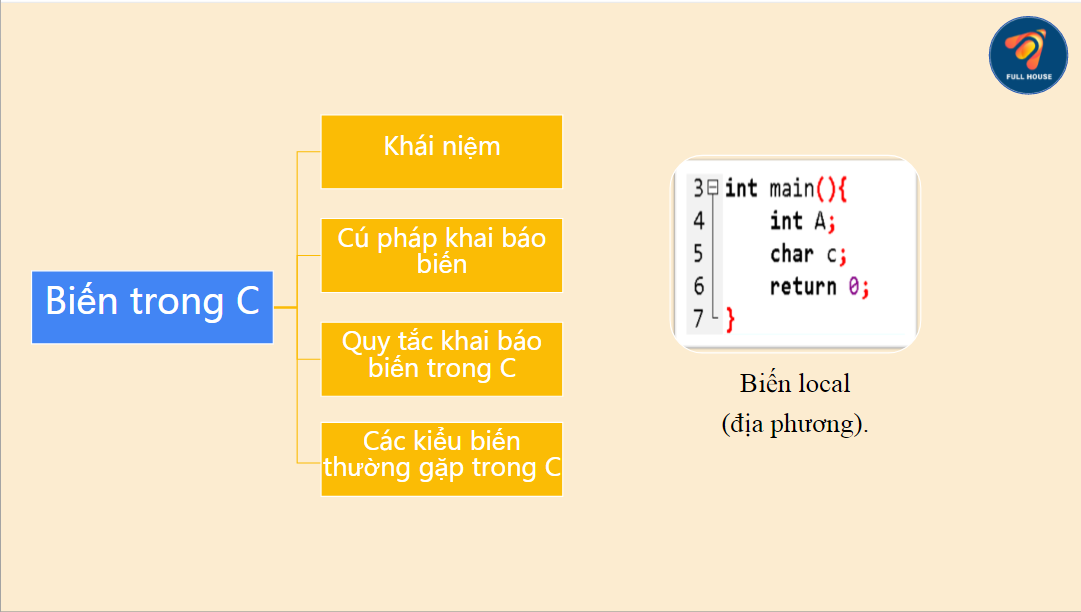 FULL HOUSE
Biến trong C
Khái niệm
Cú pháp khai báo
biến
Quy tắc khai báo
biến trong C
Các kiểu biến
thường gặp trong C
3 int main(){
4 int A;
5 char c;
6 return 0;
7 }
Biến local
(địa phương).